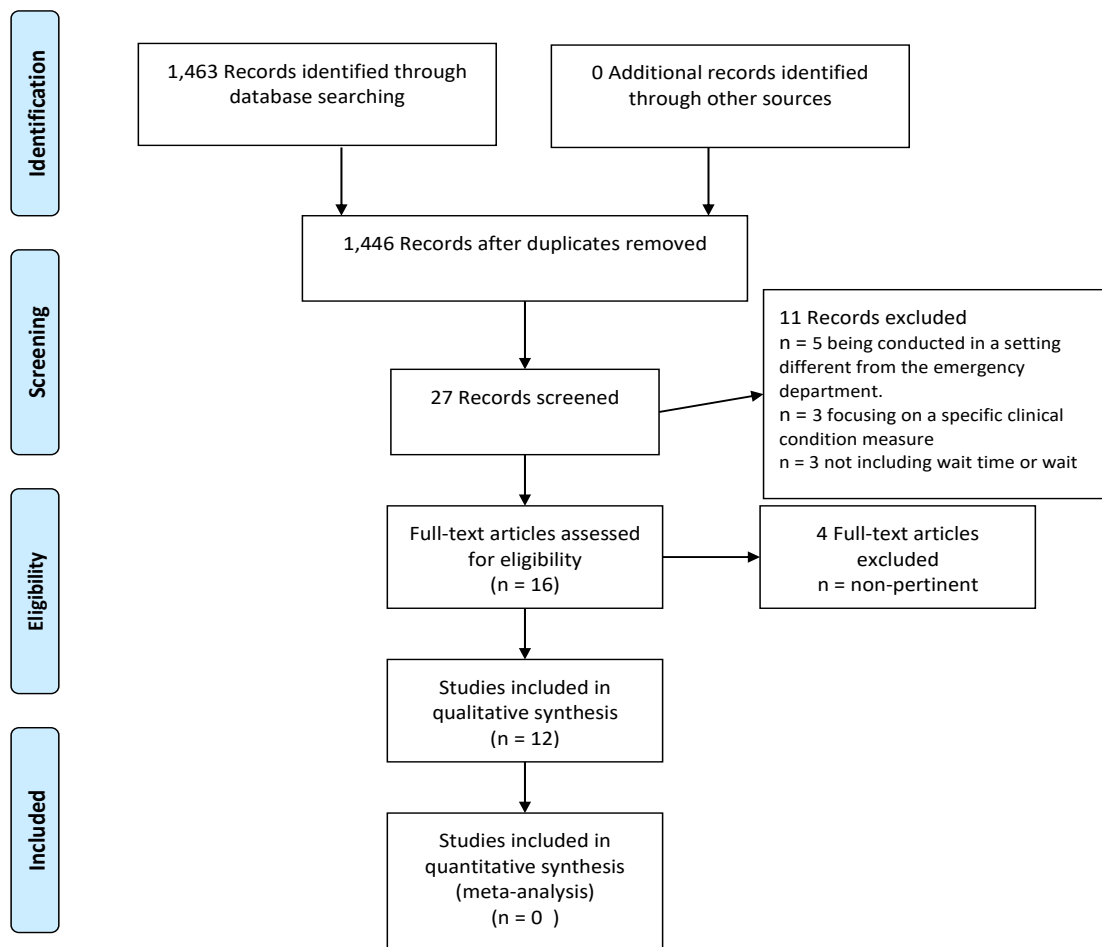 Identification
1,463 Records identified through
database searching
0 Additional records identified
through other sources
1,446 Records after duplicates removed
Screening
27 Records screened
11 Records excluded
n = 5 being conducted in a setting
different from the emergency
department.
n = 3 focusing on a specific clinical
condition measure
n = 3 not including wait time or wait
Eligibility
Full-text articles assessed
for eligibility
(n = 16)
4 Full-text articles
excluded
n = non-pertinent
Studies included in
qualitative synthesis
(n = 12)
Included
Studies included in
quantitative synthesis
(meta-analysis)
(n = 0 )